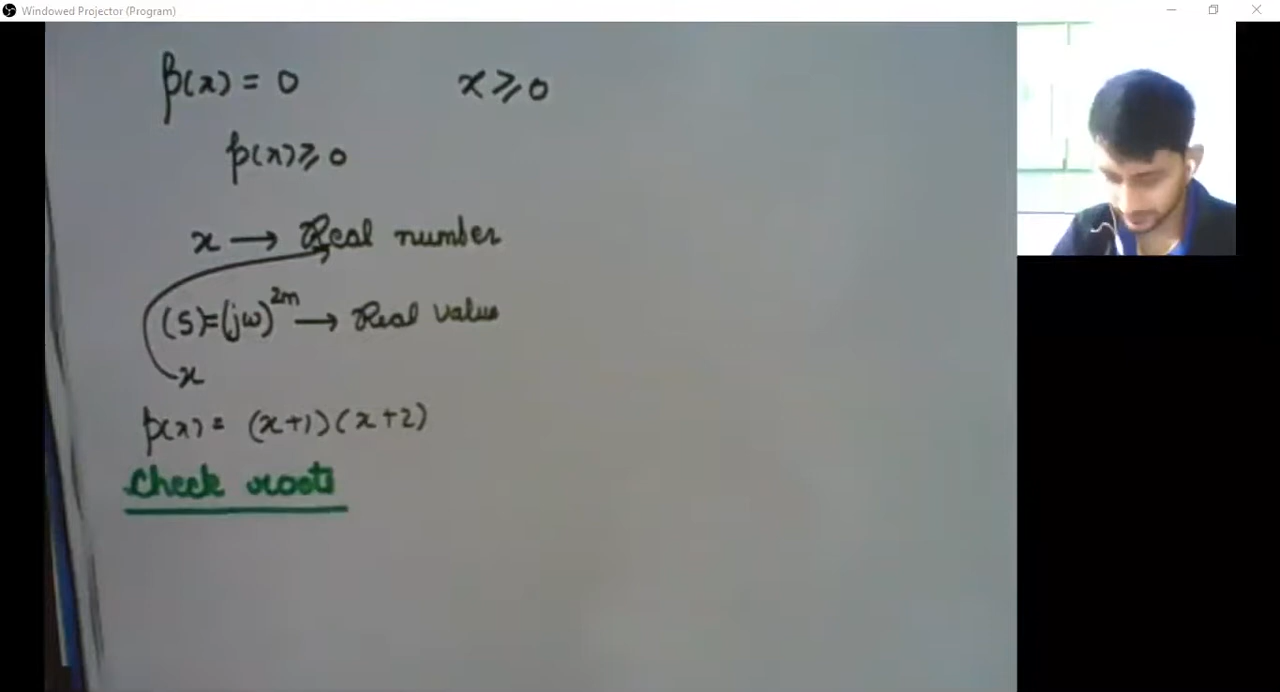 Windowed Projector (Program)
p(x) = 0    x ⩾ 0
p(x) ⩾ 0
x → Real number
(s)=(jω)^2m → Real value
x
p(x) = (x+1)(x+2)
Check roots